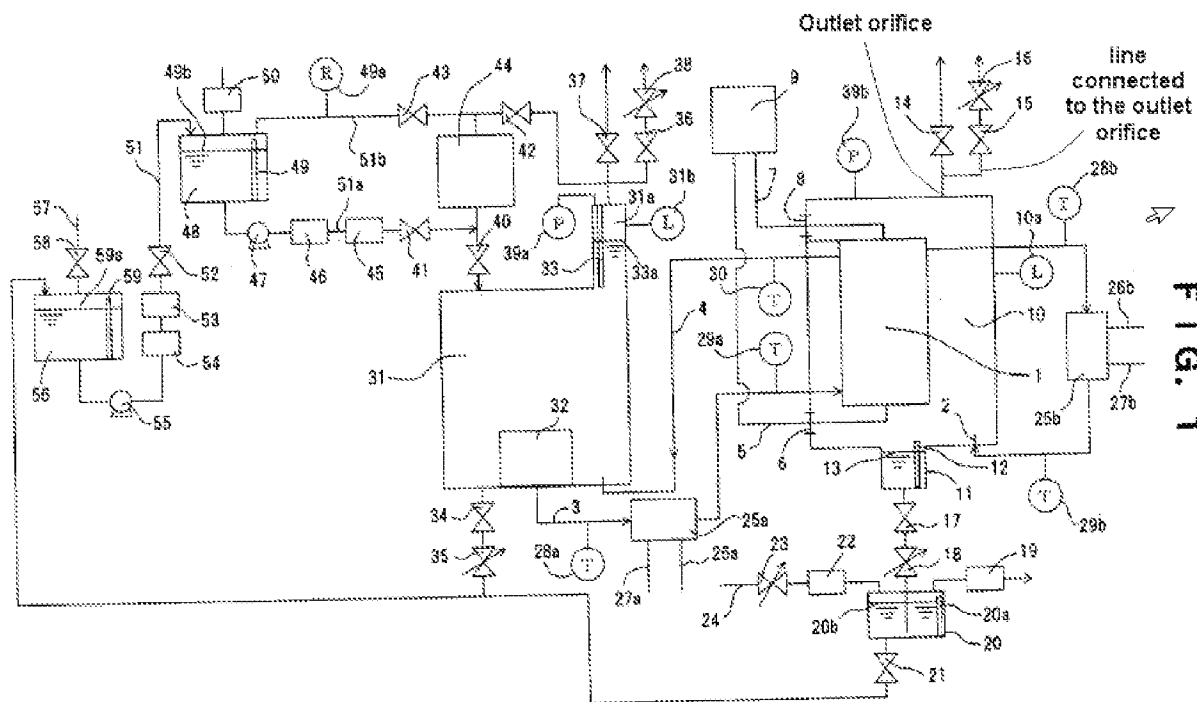 Outlet orifice
line
connected
to the outlet
orifice
16
38
37
44
43
49a
R
50
49b
42
36
9
39b
14
15
28b
T
51
51b
P
7
8
31a
31b
L
10a
L
49
48
51a
39a
P
33
33a
40
57
58
59a
59
52
47
46
45
41
53
54
56
55
30
T
4
29a
T
10
26b
31
1
27b
25b
2
32
5
6
13
12
11
T
29b
34
3
25a
35
28a
T
27a
26a
17
23
22
18
19
24
20b
20a
20
21
FIG. 1